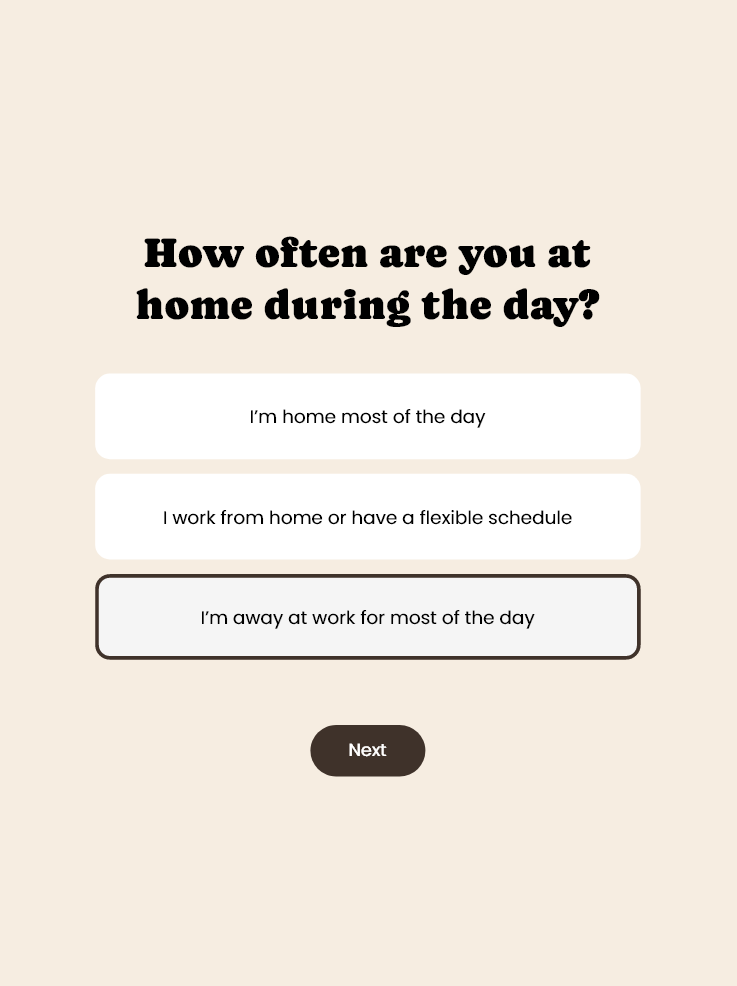 How often are you at
home during the day?
I’m home most of the day
I work from home or have a flexible schedule
I’m away at work for most of the day
Next